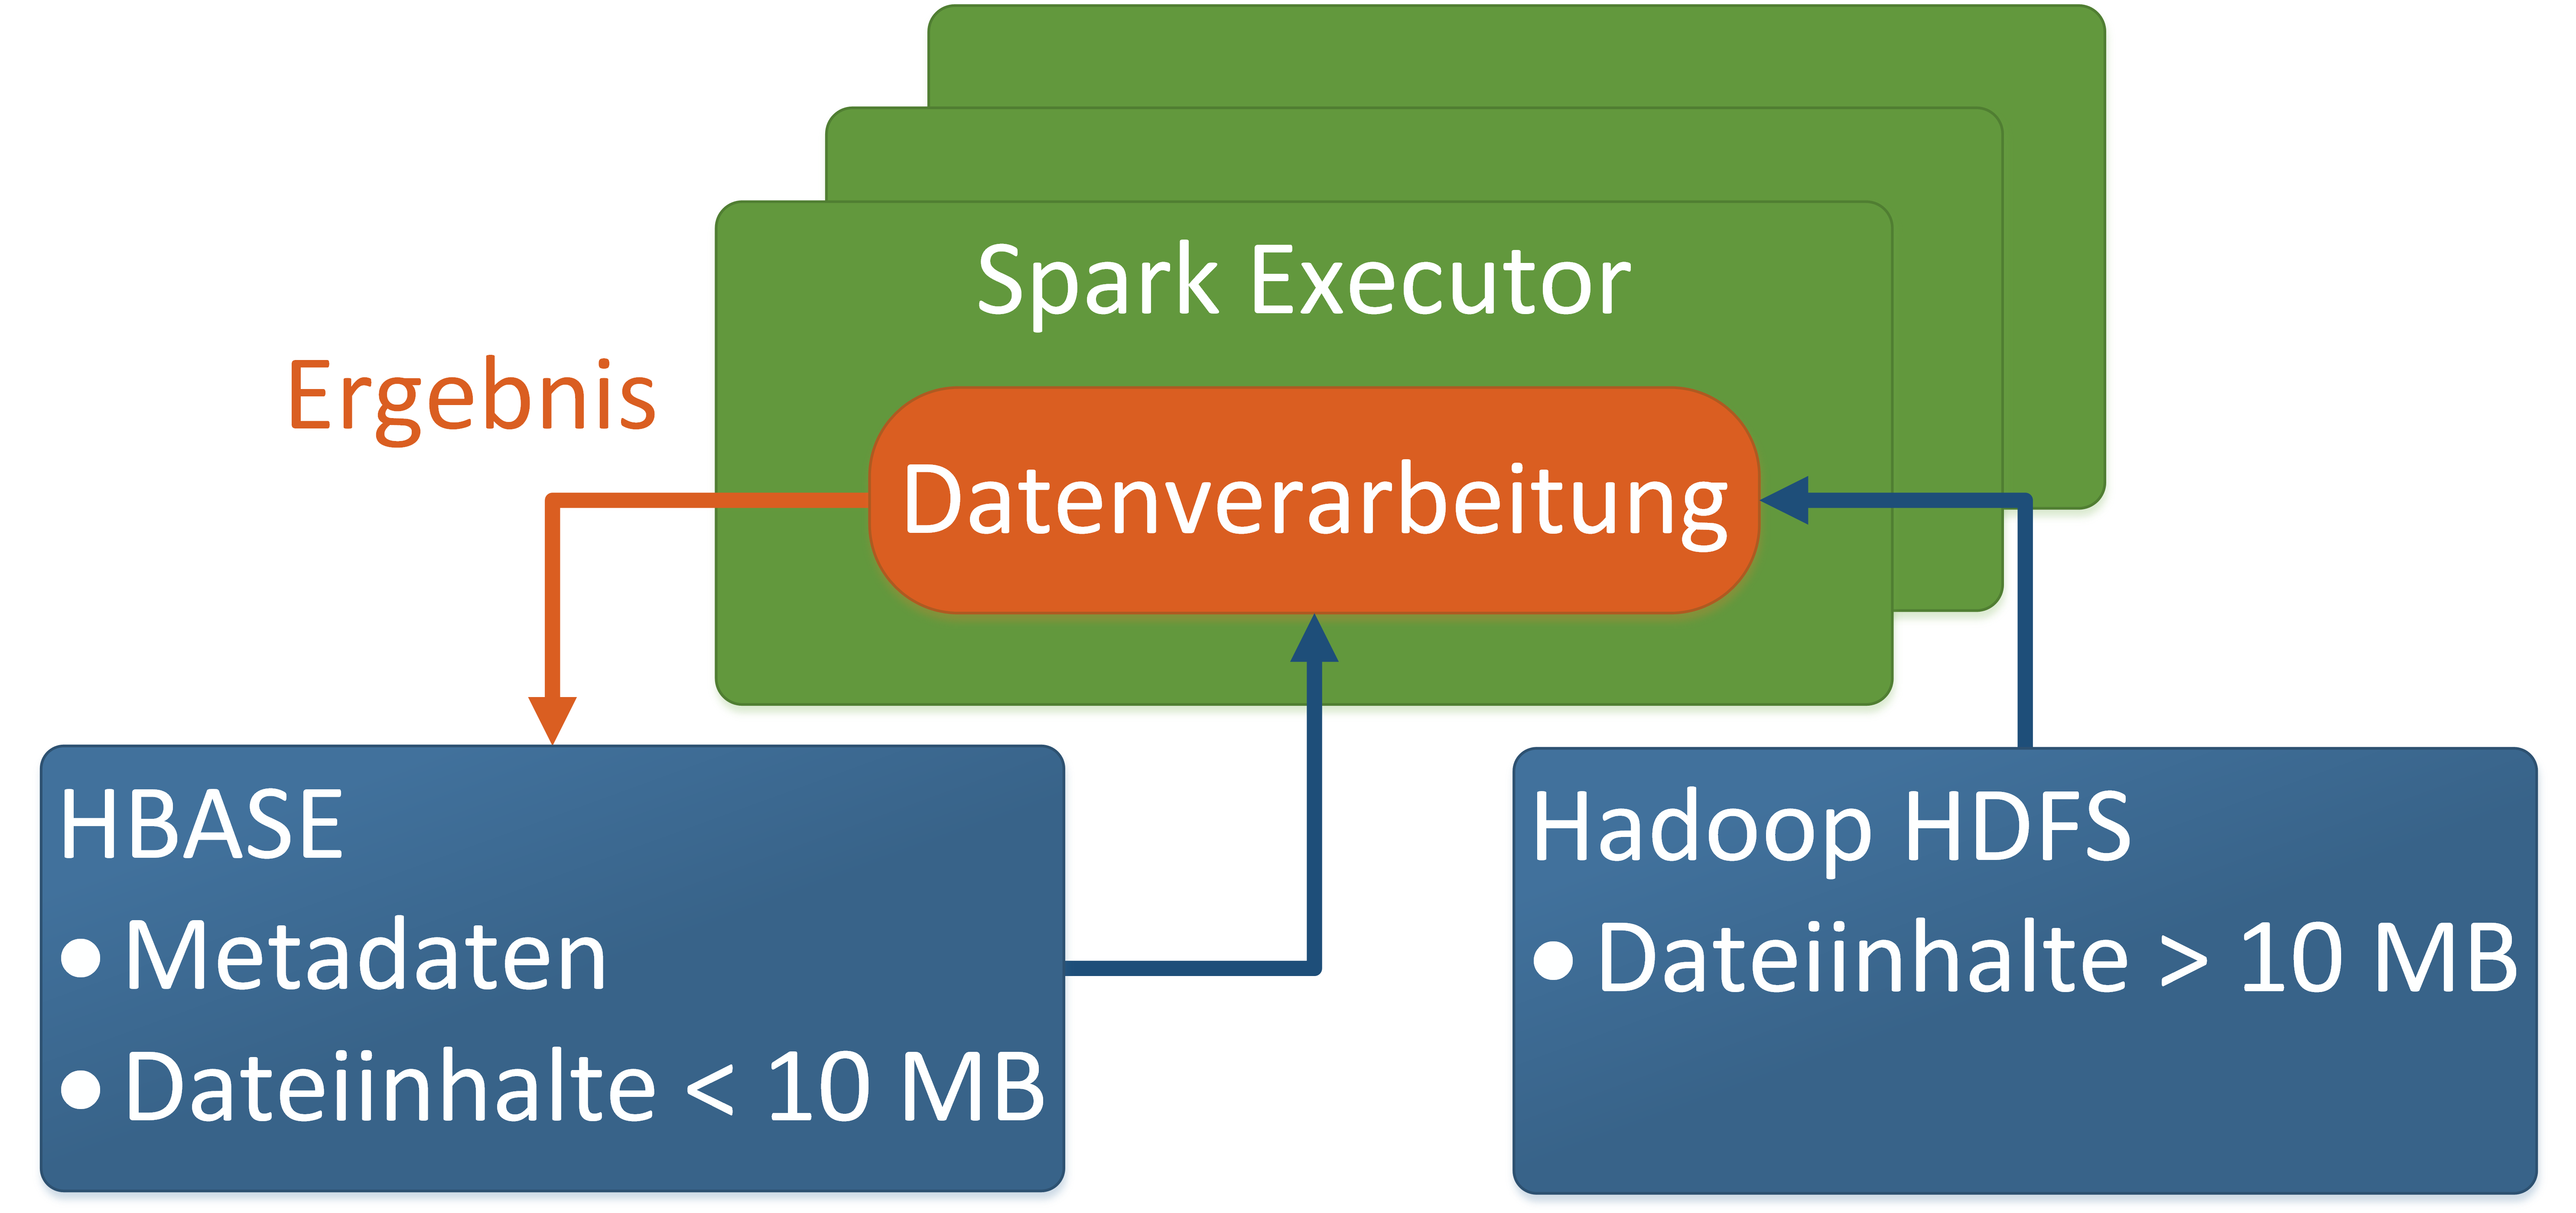 Spark Executor
Ergebnis
Datenverarbeitung
HBASE
• Metadaten
• Dateiinhalte < 10 MB
Hadoop HDFS
• Dateiinhalte > 10 MB